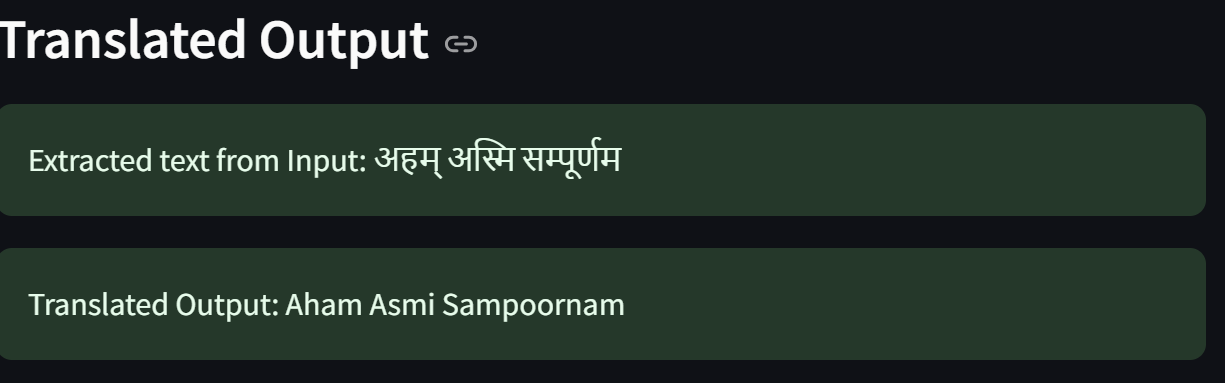 Translated Output
Extracted text from Input: अहम् अस्मि सम्पूर्णम
Translated Output: Aham Asmi Sampoornam